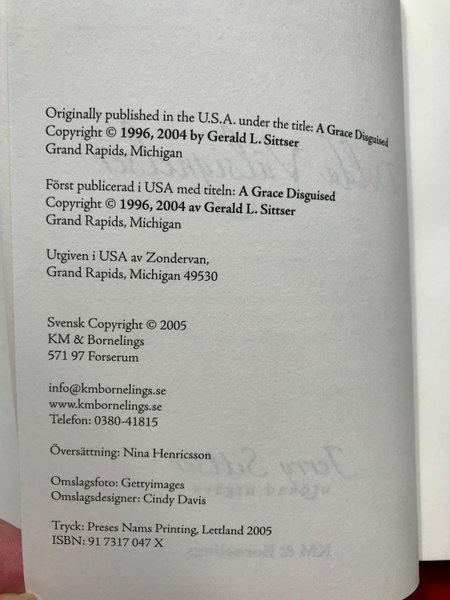 Originally published in the U.S.A. under the title: A Grace Disguised
Copyright © 1996, 2004 by Gerald L. Sittser
Grand Rapids, Michigan
Först publicerad i USA med titeln: A Grace Disguised
Copyright © 1996, 2004 av Gerald L. Sittser
Grand Rapids, Michigan
Utgiven i USA av Zondervan,
Grand Rapids, Michigan 49530
Svensk Copyright © 2005
KM & Bornelings
571 97 Forserum
info@kmbornelings.se
www.kmbornelings.se
Telefon: 0380-41815
Översättning: Nina Henricsson
Omslagsfoto: Gettyimages
Omslagsdesigner: Cindy Davis
Tryck: Preses Nams Printing, Lettland 2005
ISBN: 91 7317 047 X